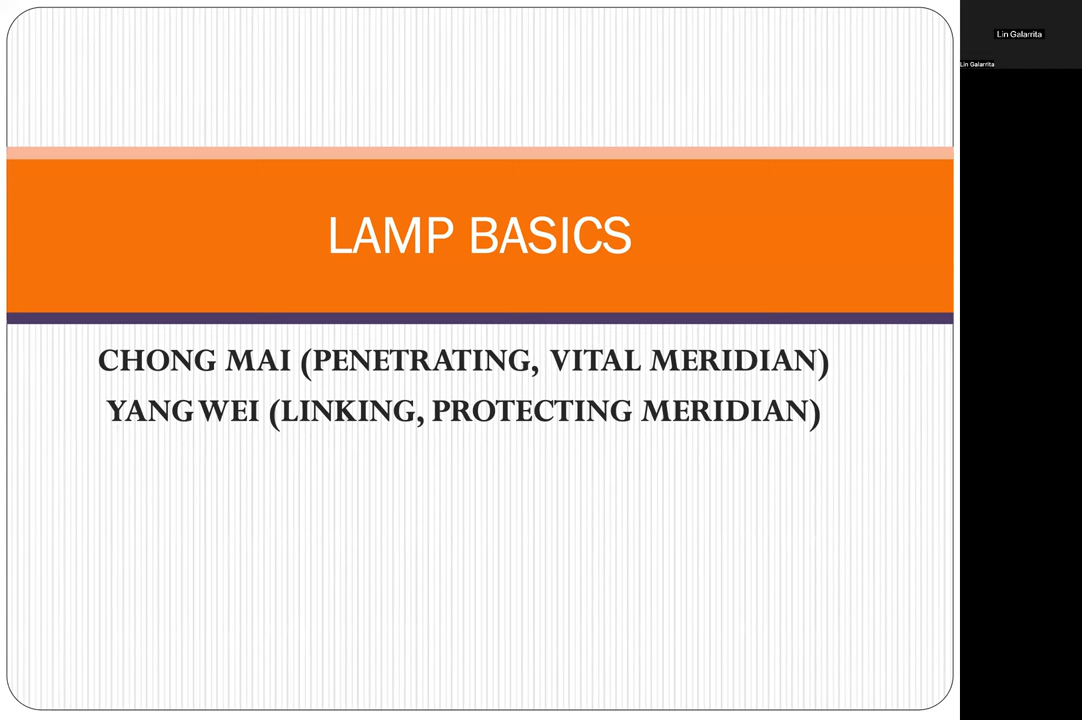 LAMP BASICS
CHONG MAI (PENETRATING, VITAL MERIDIAN)
YANG WEI (LINKING, PROTECTING MERIDIAN)
Lin Galarrita
Lin Galarrita